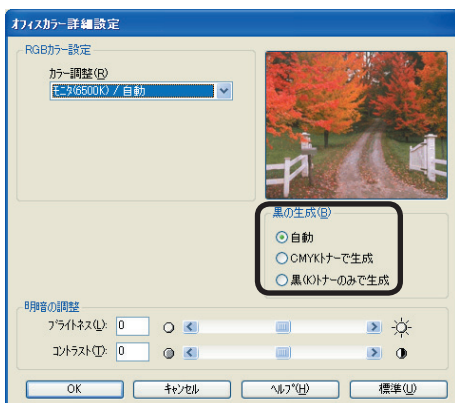 オフィスカラー詳細設定
RGBカラー設定
カラー調整(R)
モニタ(6500K) / 自動
黒の生成(B)
自動
CMYKトナーで生成
黒(K)トナーのみで生成
明暗の調整
ブライトネス(L): 0
コントラスト(T): 0
OK キャンセル ヘルプ(H) 標準(U)